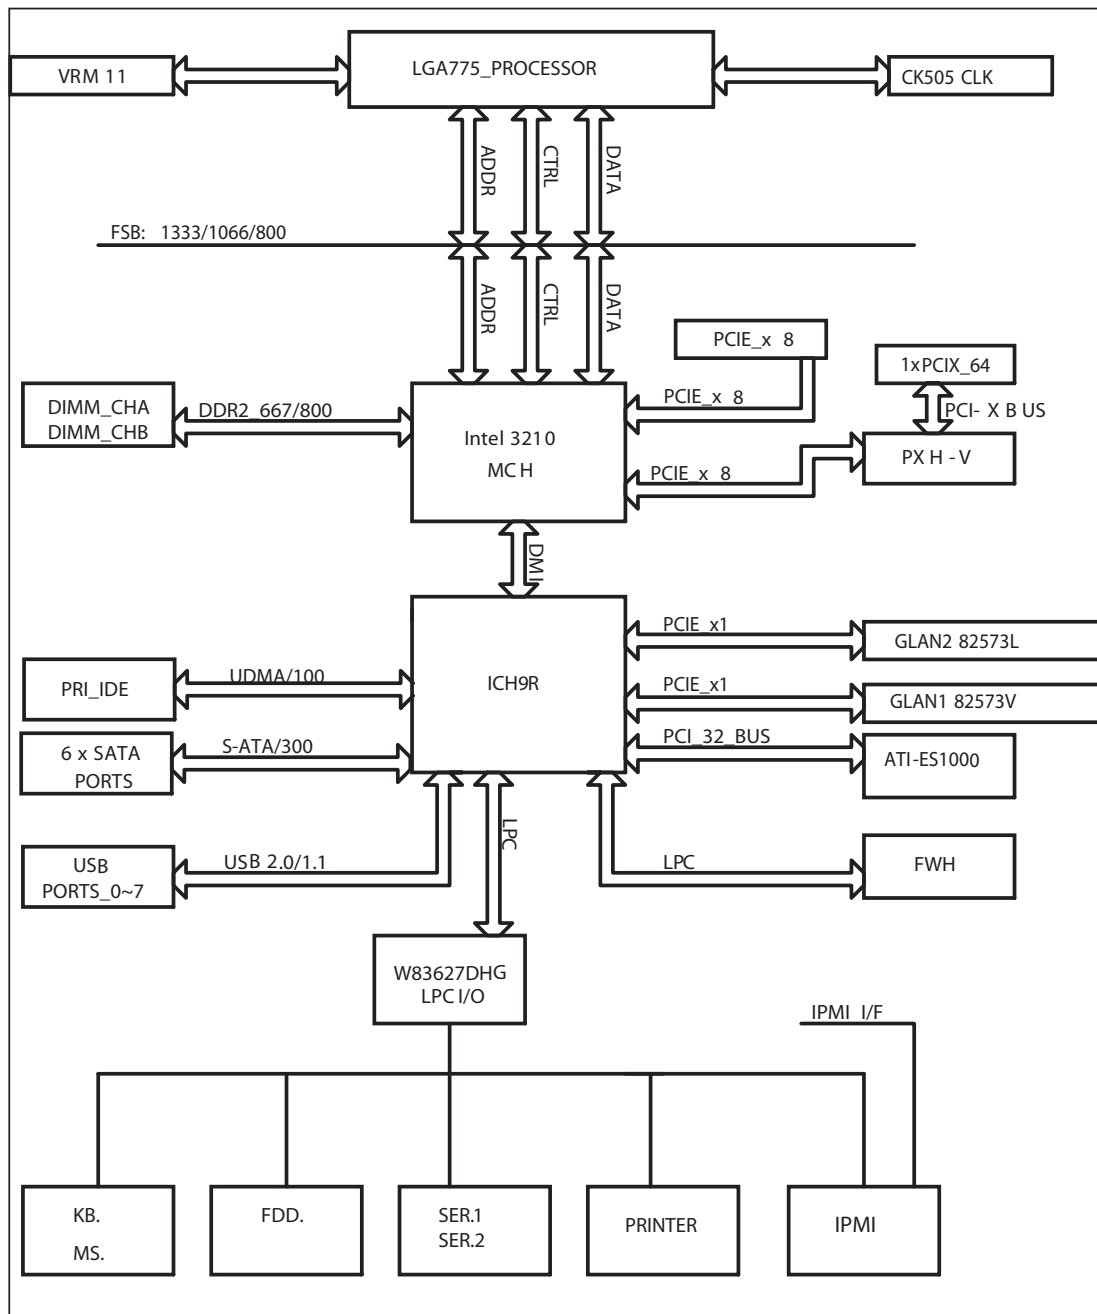 LGA775_PROCESSOR
VRM 11
CK505 CLK
ADDR
CTRL
DATA
FSB: 1333/1066/800
ADDR
CTRL
DATA
PCIE_x 8
1xPCIX_64
PCIE_x 8
PCI- X B US
DIMM_CHA
DIMM_CHB
DDR2_667/800
Intel 3210
MC H
PCIE_x 8
PX H - V
DM I
PCIE_x1
GLAN2 82573L
PRI_IDE
UDMA/100
ICH9R
PCIE_x1
GLAN1 82573V
PCI_32_BUS
6 x SATA
PORTS
S-ATA/300
ATI-ES1000
LPC
USB
PORTS_0~7
USB 2.0/1.1
LPC
FWH
W83627DHG
LPC I/O
IPMI I/F
KB.
MS.
FDD.
SER.1
SER.2
PRINTER
IPMI